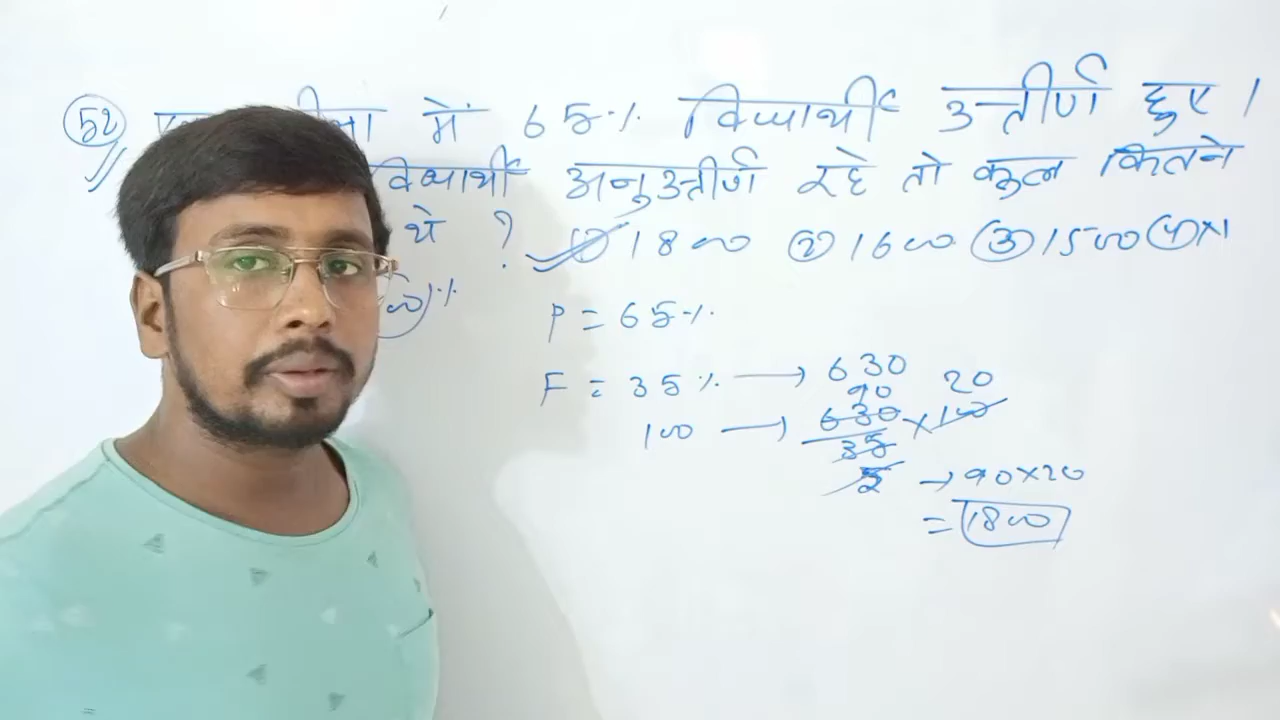 52 में 65% विद्यार्थी उत्तीर्ण हुए ।
विद्यार्थी अनुउत्तीर्ण रहे तो कुल कितने
थे ? (1) 1800 (2) 1600 (3) 1500 (4) x
P = 65%
F = 35% → 630
90 20
100 → 630 × 100
35
→ 90×20
= 1800